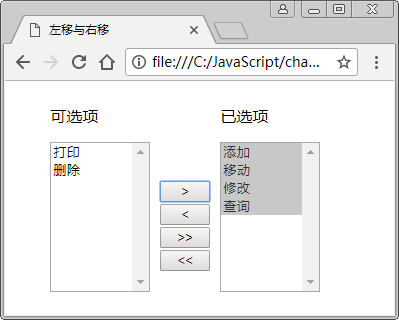 左移与右移
file:///C:/JavaScript/cha...
可选项
已选项
打印
删除
>
<
>>
<<
添加
移动
修改
查询